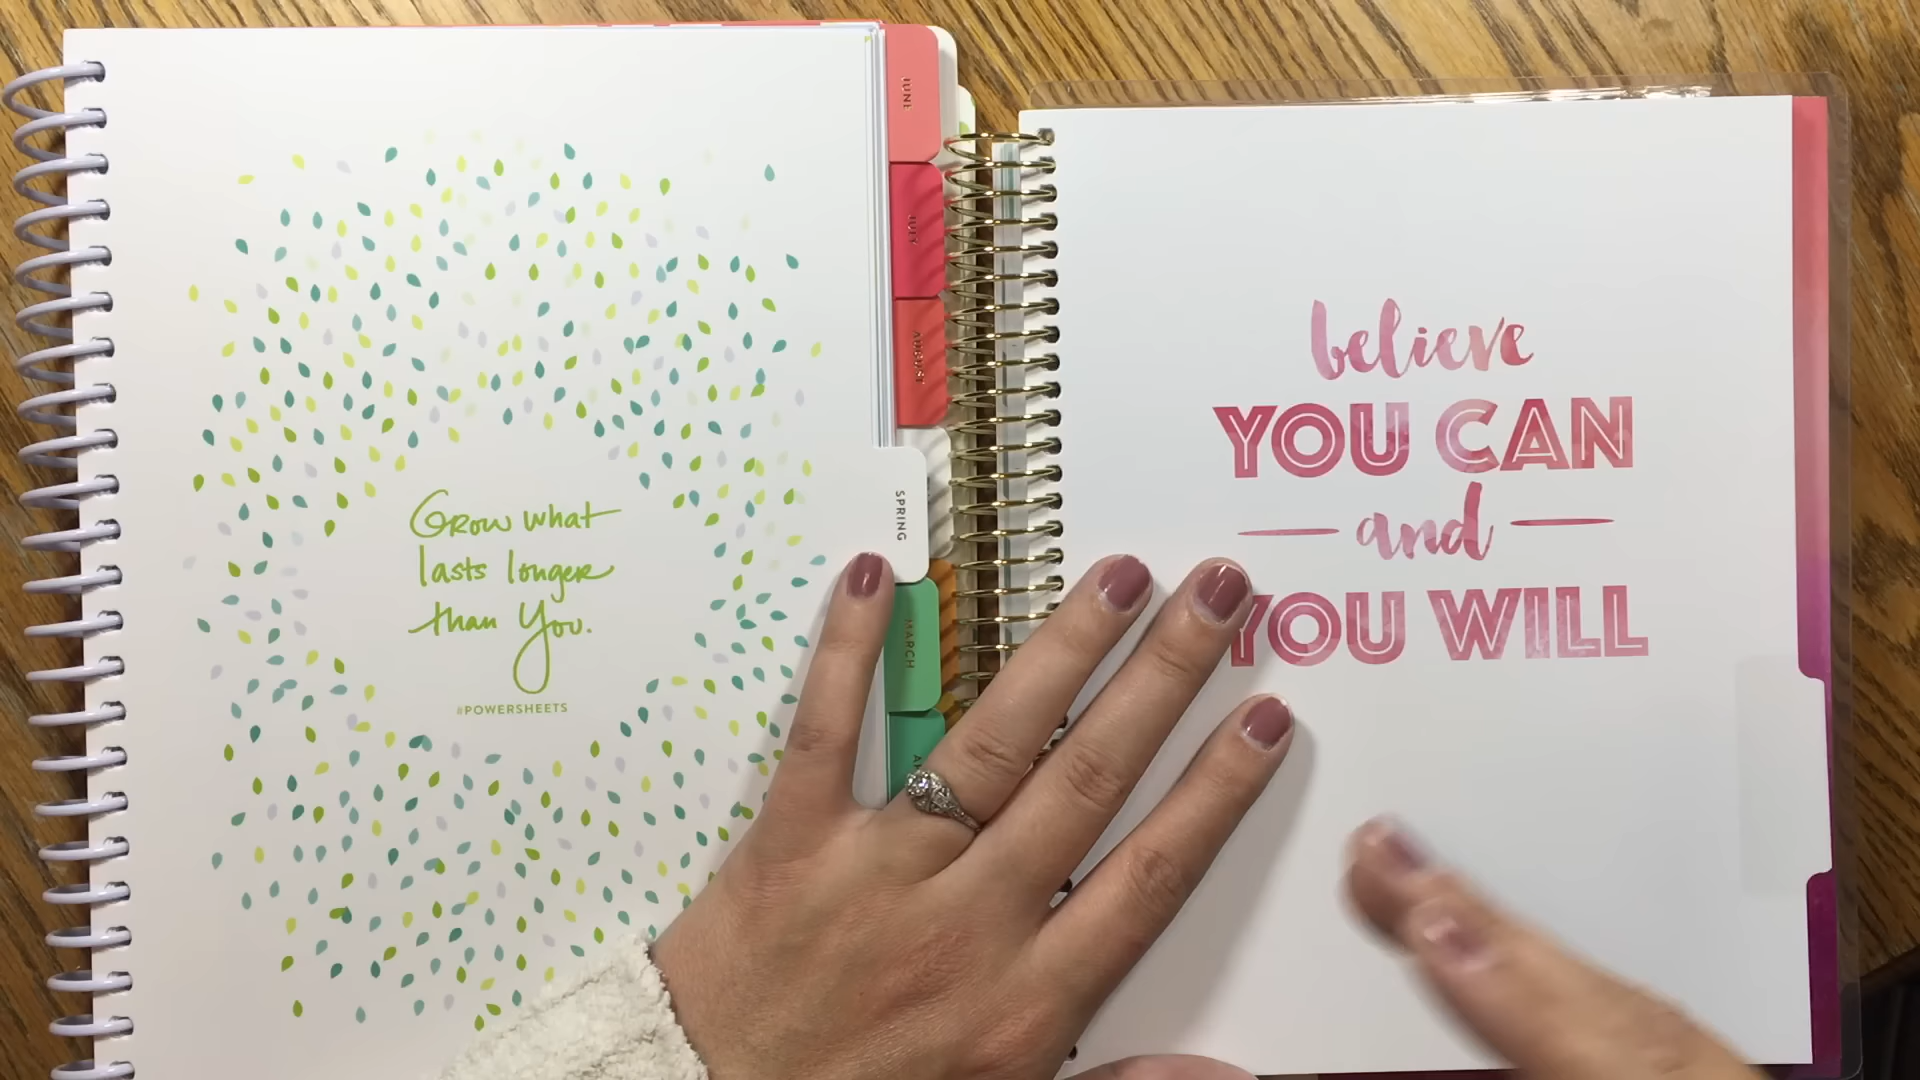 Grow what
lasts longer
than you.
#POWERSHEETS
JUNE
JULY
AUGUST
SPRING
MARCH
believe
YOU CAN
and
YOU WILL